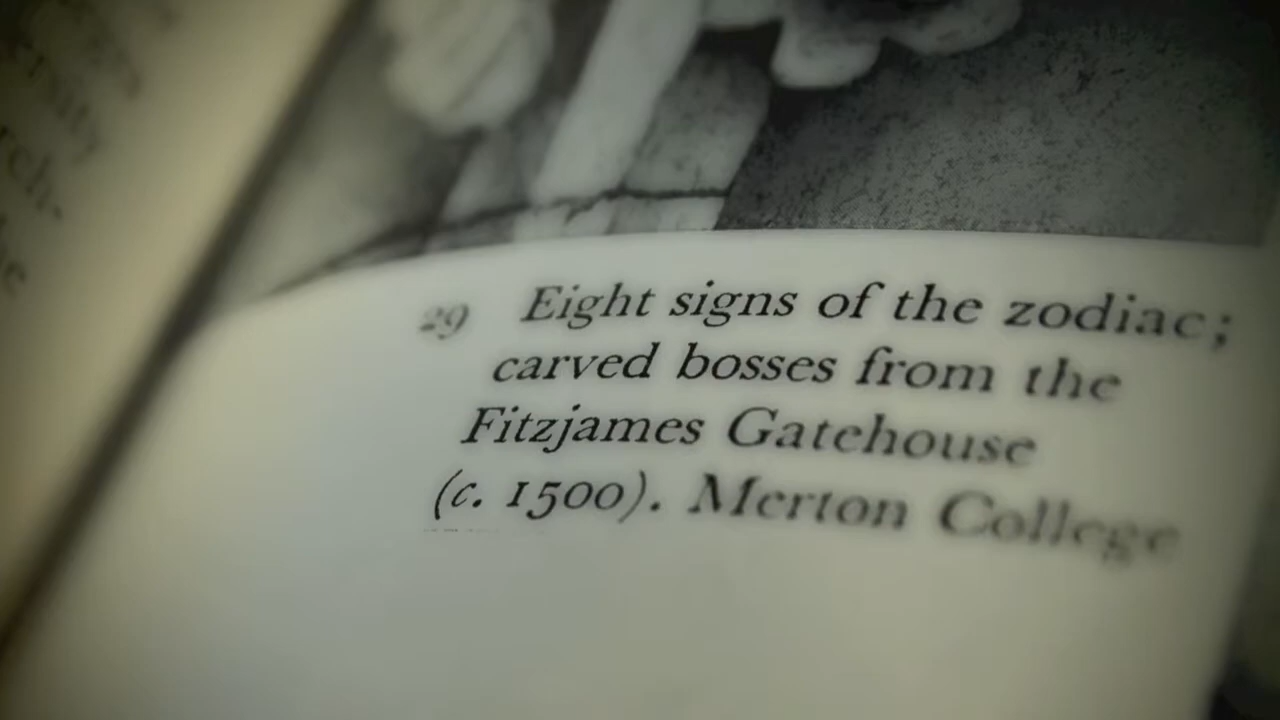 29 Eight signs of the zodiac;
carved bosses from the
Fitzjames Gatehouse
(c. 1500). Merton College